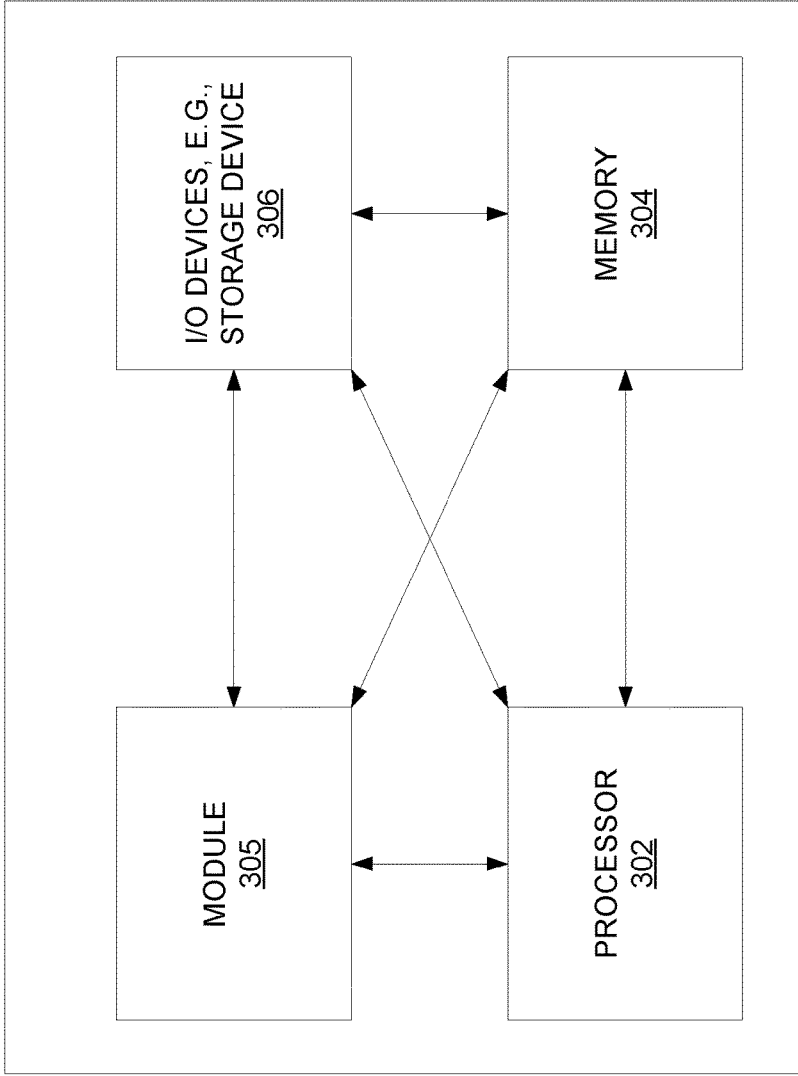 MODULE
305
I/O DEVICES, E.G.,
STORAGE DEVICE
306
PROCESSOR
302
MEMORY
304